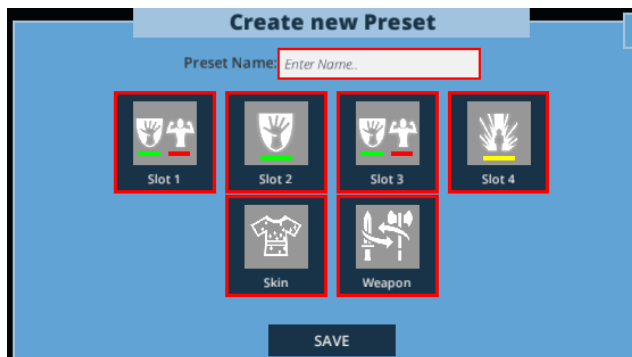 Create new Preset
Preset Name: Enter Name..
Slot 1 Slot 2 Slot 3 Slot 4
Skin Weapon
SAVE